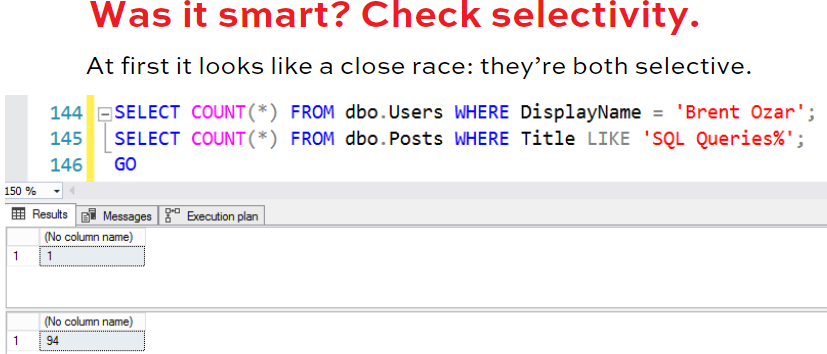 Was it smart? Check selectivity.
At first it looks like a close race: they’re both selective.
144 SELECT COUNT(*) FROM dbo.Users WHERE DisplayName = 'Brent Ozar';
145 SELECT COUNT(*) FROM dbo.Posts WHERE Title LIKE 'SQL Queries%';
146 GO
150 %
Results Messages Execution plan
(No column name)
1 1
(No column name)
1 94